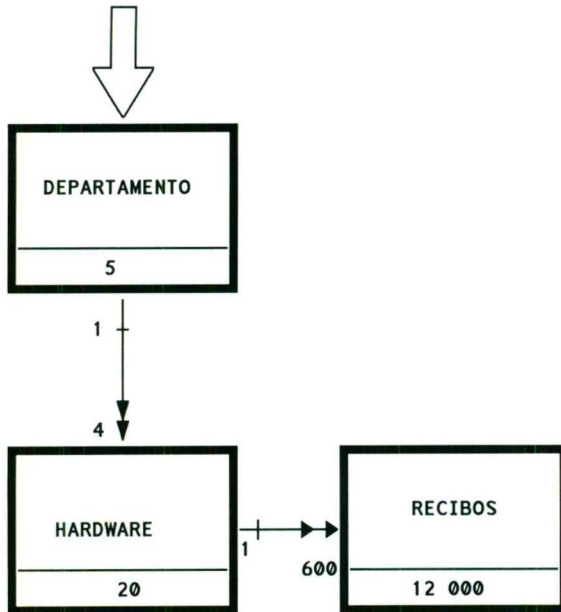 DEPARTAMENTO
5
1
4
HARDWARE
20
1
600
RECIBOS
12 000